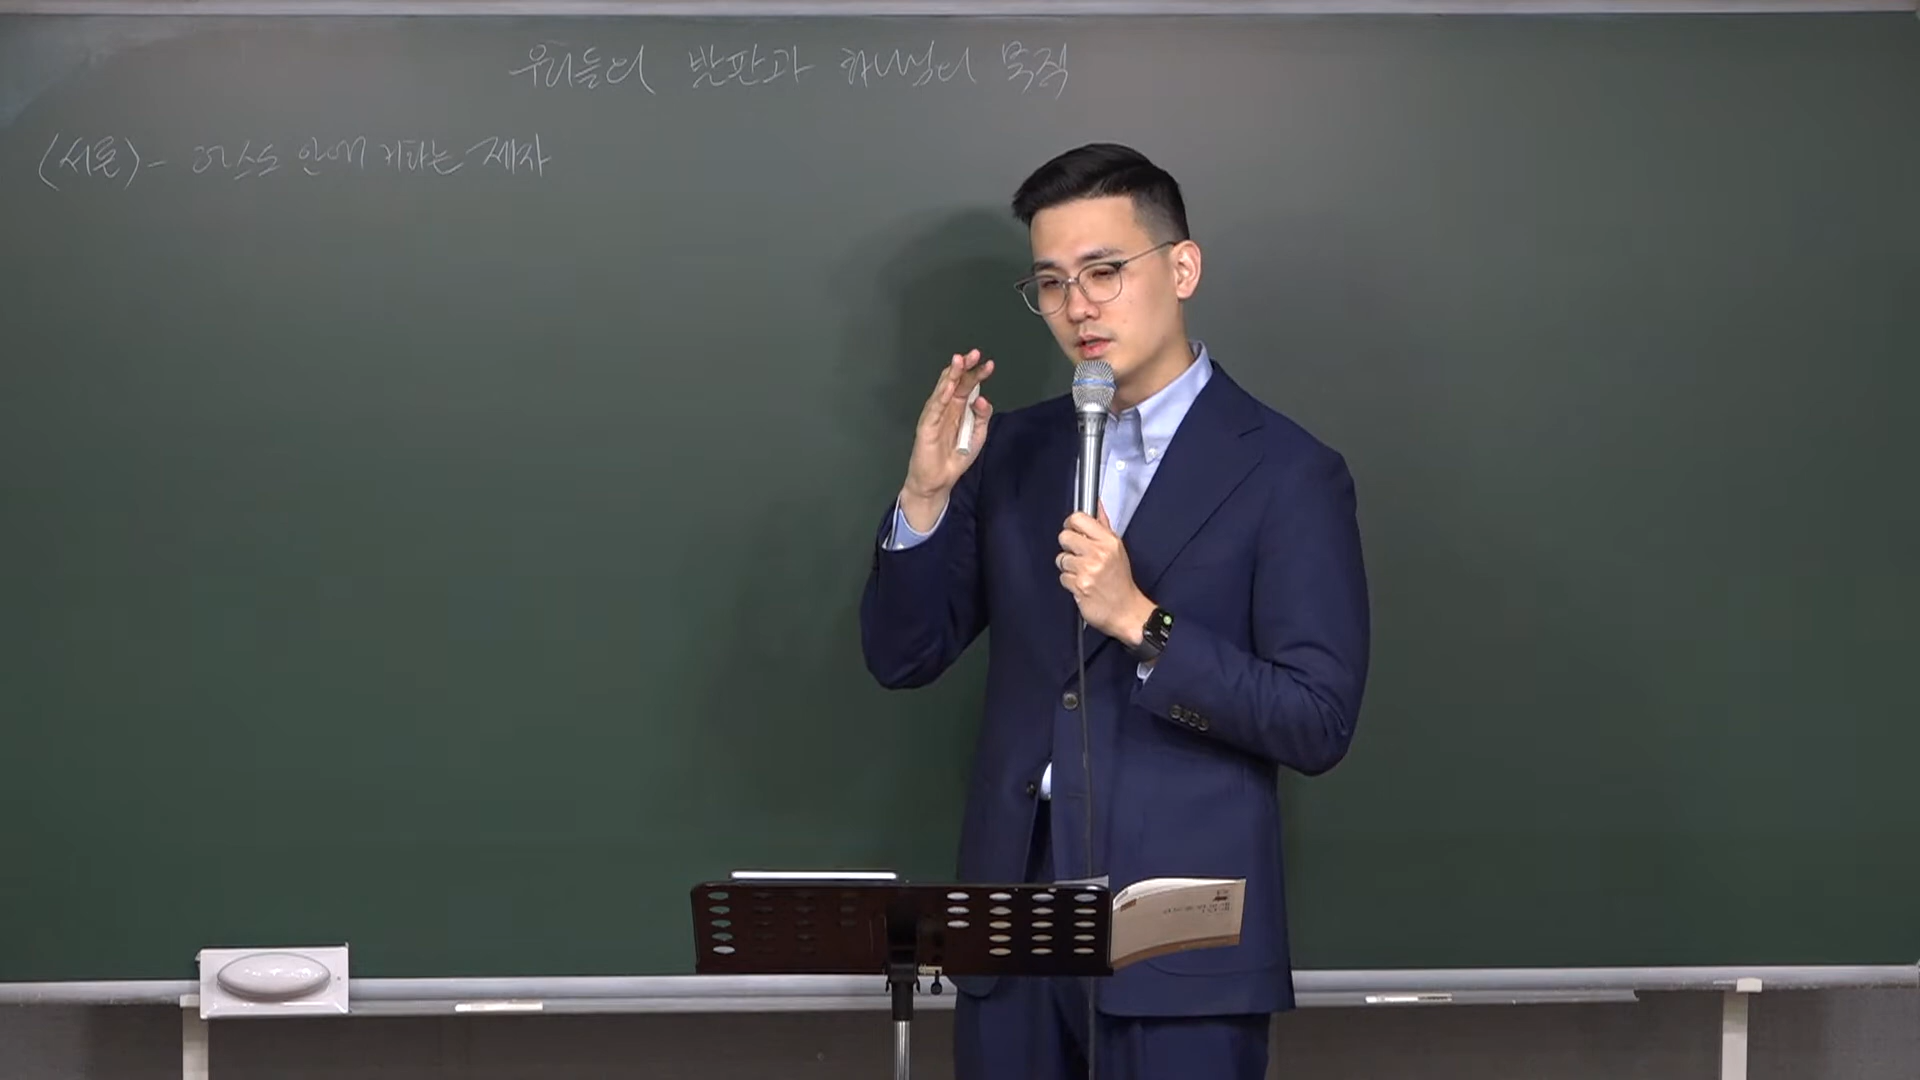 우리들의 발판과 하나님의 목적
(서론) - 그리스도 안에 거하는 제자